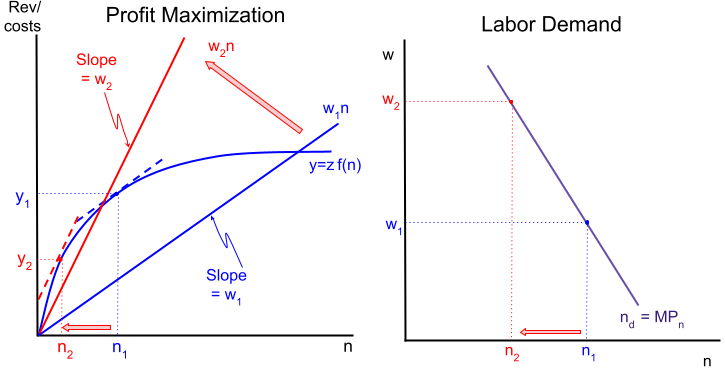 Profit Maximization
Rev/
costs
w₂n
Slope
= w₂
w₁n
y=z f(n)
y₁
Slope
= w₁
y₂
n₂
n₁
n
Labor Demand
w
w₂
w₁
n_d = MPₙ
n₂
n₁
n